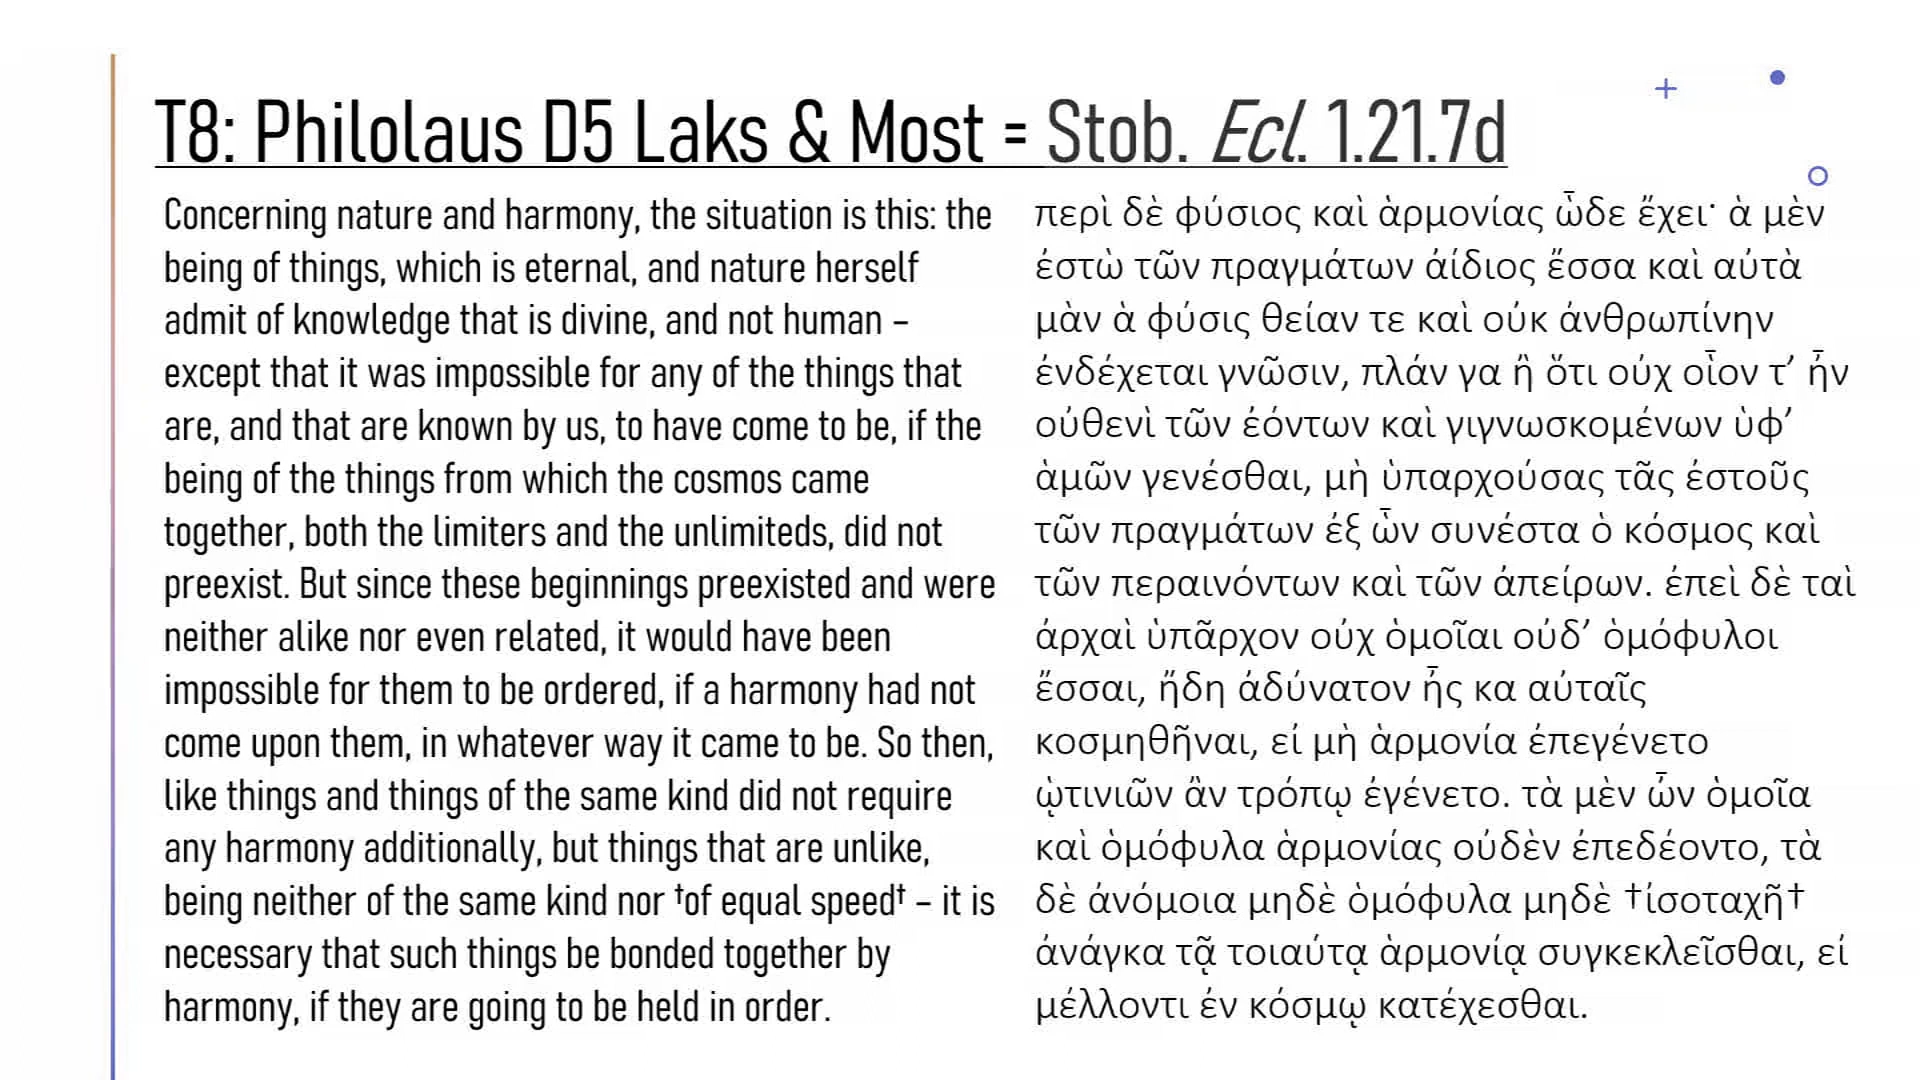 T8: Philolaus D5 Laks & Most = Stob. Ecl. 1.21.7d
Concerning nature and harmony, the situation is this: the
being of things, which is eternal, and nature herself
admit of knowledge that is divine, and not human –
except that it was impossible for any of the things that
are, and that are known by us, to have come to be, if the
being of the things from which the cosmos came
together, both the limiters and the unlimiteds, did not
preexist. But since these beginnings preexisted and were
neither alike nor even related, it would have been
impossible for them to be ordered, if a harmony had not
come upon them, in whatever way it came to be. So then,
like things and things of the same kind did not require
any harmony additionally, but things that are unlike,
being neither of the same kind nor †of equal speed† – it is
necessary that such things be bonded together by
harmony, if they are going to be held in order.
περὶ δὲ φύσιος καὶ ἁρμονίας ὧδε ἔχει· ἁ μὲν
ἐστὼ τῶν πραγμάτων ἀίδιος ἔσσα καὶ αὐτὰ
μὰν ἁ φύσις θείαν τε καὶ οὐκ ἀνθρωπίνην
ἐνδέχεται γνῶσιν, πλάν γα ἢ ὅτι οὐχ οἷον τ’ ἦν
οὐθενὶ τῶν ἐόντων καὶ γιγνωσκομένων ὑφ’
ἁμῶν γενέσθαι, μὴ ὑπαρχούσας τᾶς ἐστοῦς
τῶν πραγμάτων ἐξ ὧν συνέστα ὁ κόσμος καὶ
τῶν περαινόντων καὶ τῶν ἀπείρων. ἐπεὶ δὲ ταὶ
ἀρχαὶ ὑπᾶρχον οὐχ ὁμοῖαι οὐδ’ ὁμόφυλοι
ἔσσαι, ἤδη ἀδύνατον ἦς κα αὐταῖς
κοσμηθῆναι, εἰ μὴ ἁρμονία ἐπεγένετο
ᾡτινιῶν ἂν τρόπῳ ἐγένετο. τὰ μὲν ὦν ὁμοῖα
καὶ ὁμόφυλα ἁρμονίας οὐδὲν ἐπεδέοντο, τὰ
δὲ ἀνόμοια μηδὲ ὁμόφυλα μηδὲ †ἰσοταχῆ†
ἀνάγκα τᾷ τοιαύτᾳ ἁρμονίᾳ συγκεκλεῖσθαι, εἰ
μέλλοντι ἐν κόσμῳ κατέχεσθαι.